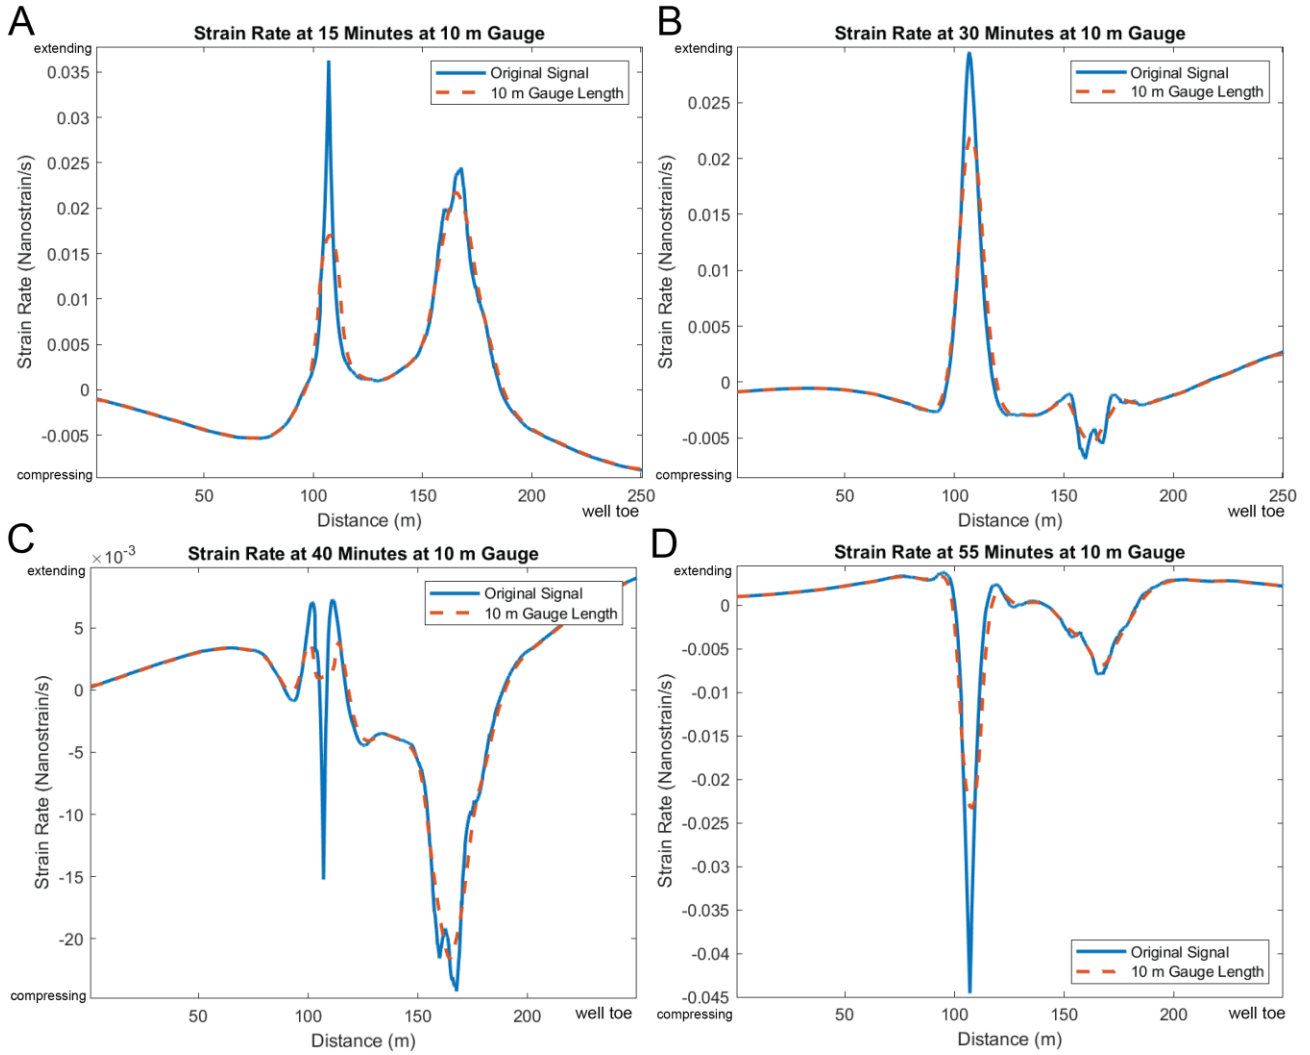 A
Strain Rate at 15 Minutes at 10 m Gauge
extending
0.035
0.03
0.025
0.02
0.015
0.01
0.005
0
-0.005
compressing
Strain Rate (Nanostrain/s)
Original Signal
10 m Gauge Length
50
100
150
200
250
well toe
Distance (m)
B
Strain Rate at 30 Minutes at 10 m Gauge
extending
0.025
0.02
0.015
0.01
0.005
0
-0.005
compressing
Strain Rate (Nanostrain/s)
Original Signal
10 m Gauge Length
50
100
150
200
250
well toe
Distance (m)
C
× 10⁻³
Strain Rate at 40 Minutes at 10 m Gauge
extending
5
0
-5
-10
-15
-20
compressing
Strain Rate (Nanostrain/s)
Original Signal
10 m Gauge Length
50
100
150
200
well toe
Distance (m)
D
Strain Rate at 55 Minutes at 10 m Gauge
extending
0
-0.005
-0.01
-0.015
-0.02
-0.025
-0.03
-0.035
-0.04
-0.045
compressing
Strain Rate (Nanostrain/s)
Original Signal
10 m Gauge Length
50
100
150
200
well toe
Distance (m)